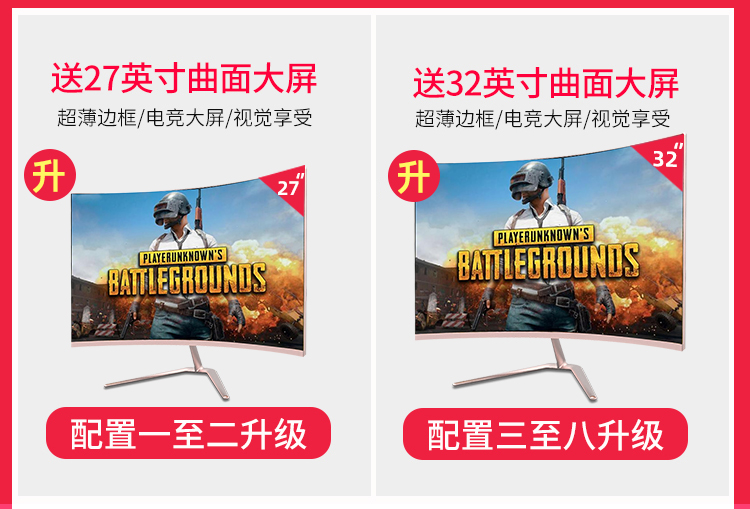 送27英寸曲面大屏
超薄边框/电竞大屏/视觉享受
升
27"
PLAYERUNKNOWN'S
BATTLEGROUNDS
配置一至二升级
送32英寸曲面大屏
超薄边框/电竞大屏/视觉享受
升
32"
PLAYERUNKNOWN'S
BATTLEGROUNDS
配置三至八升级